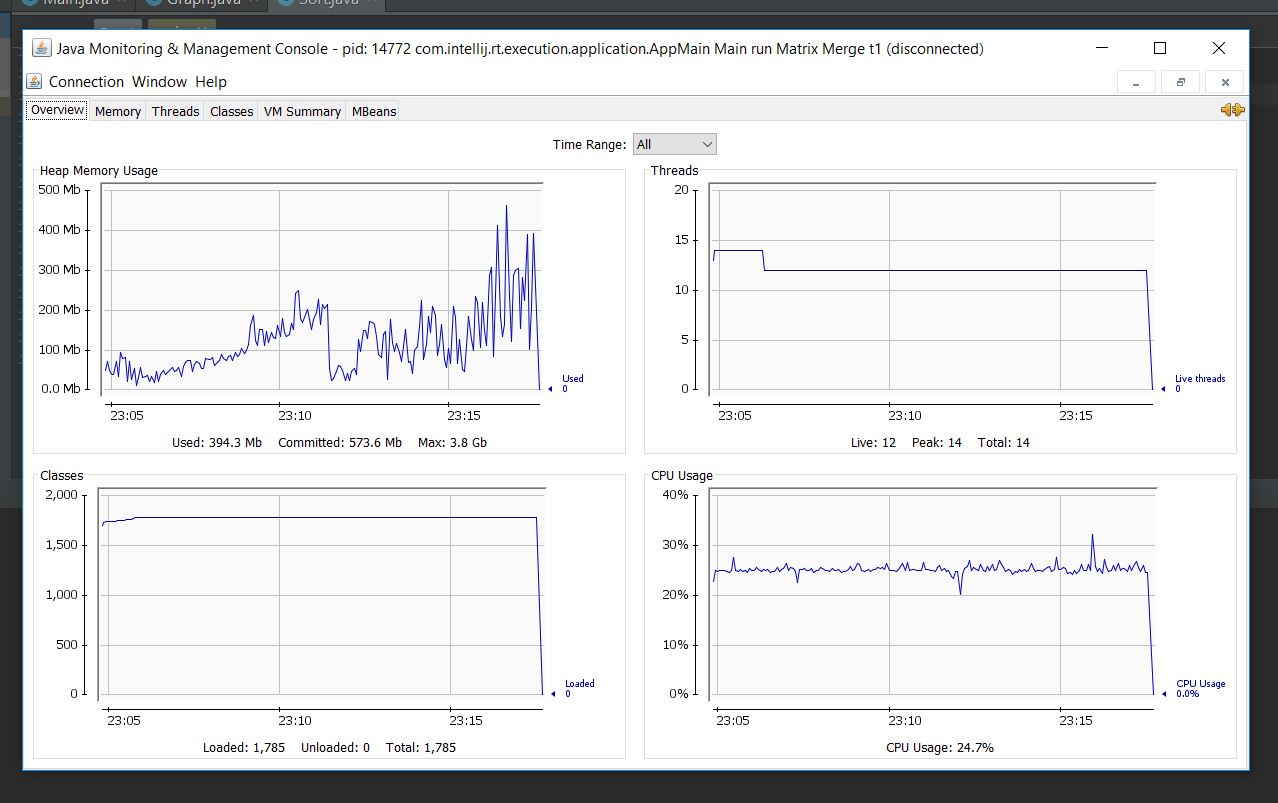 Main.java Graph.java Sort.java
Java Monitoring & Management Console - pid: 14772 com.intellij.rt.execution.application.AppMain Main run Matrix Merge t1 (disconnected)
Connection Window Help
Overview Memory Threads Classes VM Summary MBeans
Time Range: All
Heap Memory Usage
500 Mb
400 Mb
300 Mb
200 Mb
100 Mb
0.0 Mb
Used
0
23:05 23:10 23:15
Used: 394.3 Mb Committed: 573.6 Mb Max: 3.8 Gb
Threads
20
15
10
5
0
Live threads
0
23:05 23:10 23:15
Live: 12 Peak: 14 Total: 14
Classes
2,000
1,500
1,000
500
0
Loaded
0
23:05 23:10 23:15
Loaded: 1,785 Unloaded: 0 Total: 1,785
CPU Usage
40%
30%
20%
10%
0%
CPU Usage
0.0%
23:05 23:10 23:15
CPU Usage: 24.7%